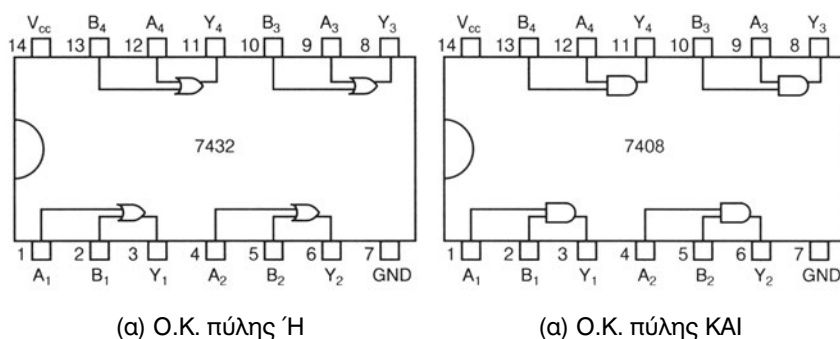 Vcc B4 A4 Y4 B3 A3 Y3 Vcc B4 A4 Y4 B3 A3 Y3
14 13 12 11 10 9 8 14 13 12 11 10 9 8
7432 7408
1 2 3 4 5 6 7 1 2 3 4 5 6 7
A1 B1 Y1 A2 B2 Y2 GND A1 B1 Y1 A2 B2 Y2 GND
(α) Ο.Κ. πύλης Ή (α) Ο.Κ. πύλης ΚΑΙ